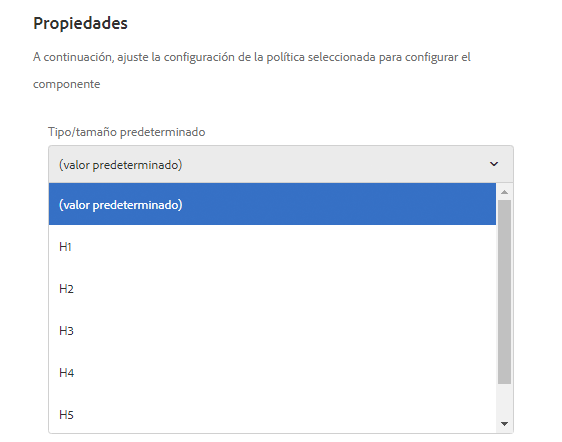 Propiedades
A continuación, ajuste la configuración de la política seleccionada para configurar el
componente
Tipo/tamaño predeterminado
(valor predeterminado)
(valor predeterminado)
H1
H2
H3
H4
H5